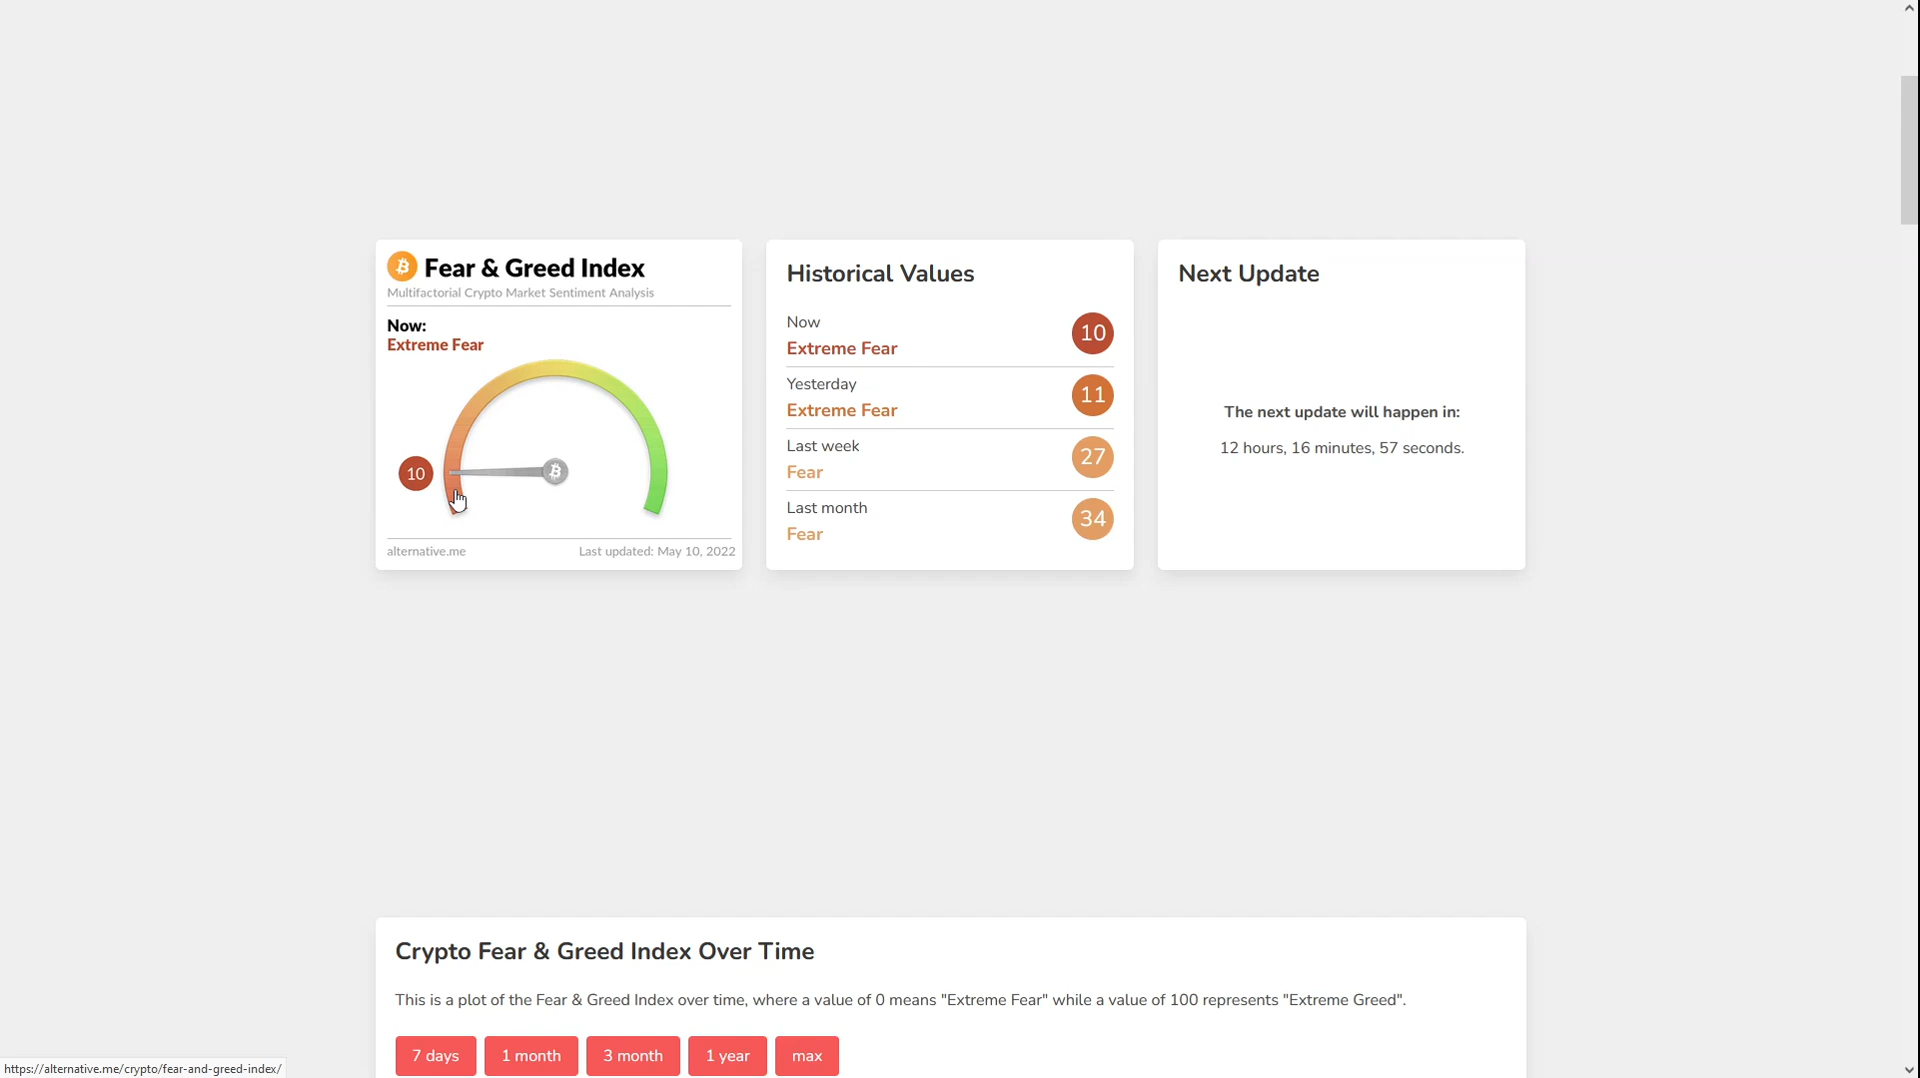 Fear & Greed Index
Multifactorial Crypto Market Sentiment Analysis
Now:
Extreme Fear
10
alternative.me
Last updated: May 10, 2022
Historical Values
Now
Extreme Fear
10
Yesterday
Extreme Fear
11
Last week
Fear
27
Last month
Fear
34
Next Update
The next update will happen in:
12 hours, 16 minutes, 57 seconds.
Crypto Fear & Greed Index Over Time
This is a plot of the Fear & Greed Index over time, where a value of 0 means "Extreme Fear" while a value of 100 represents "Extreme Greed".
7 days 1 month 3 month 1 year max
https://alternative.me/crypto/fear-and-greed-index/